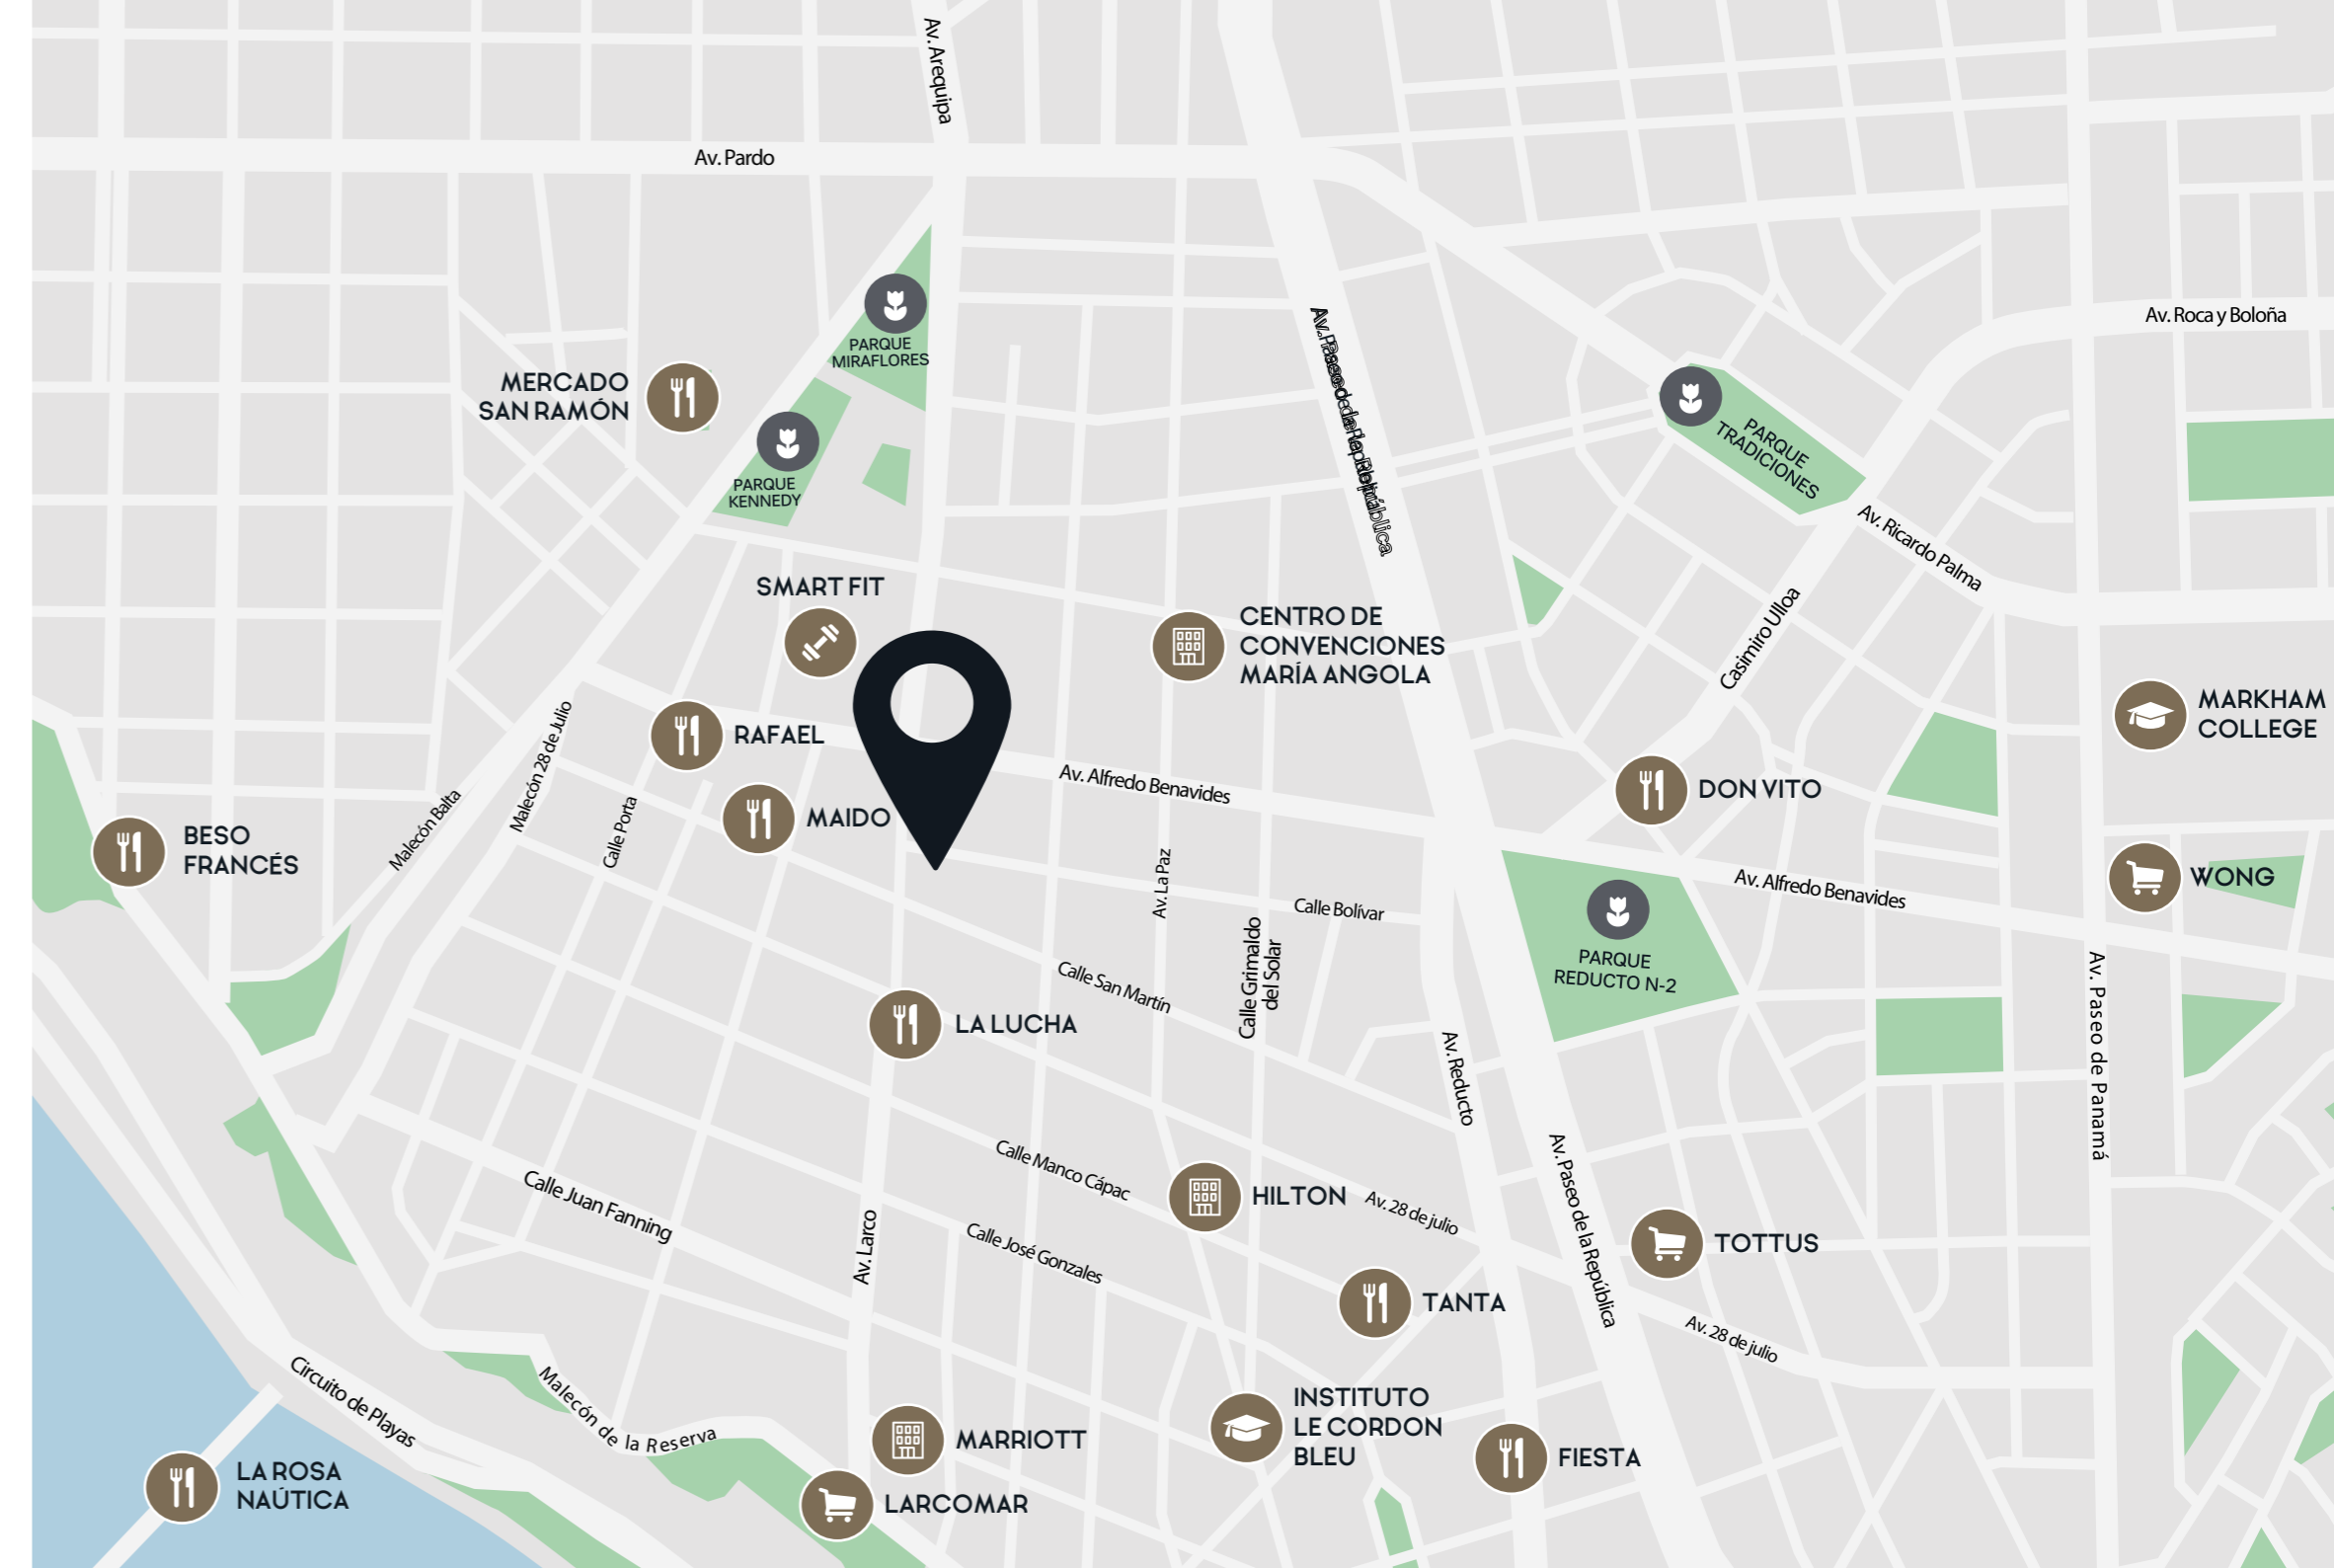 Av. Arequipa
Av. Pardo
Av. Roca y Boloña
PARQUE
MIRAFLORES
MERCADO
SAN RAMÓN
PARQUE
KENNEDY
PARQUE
TRADICIONES
Av. Ricardo Palma
SMART FIT
CENTRO DE
CONVENCIONES
MARÍA ANGOLA
Casimiro Ulloa
MARKHAM
COLLEGE
RAFAEL
Malecón 28 de Julio
Av. Alfredo Benavides
DON VITO
MAIDO
Calle Porta
Malecón Balta
BESO
FRANCÉS
Av. La Paz
Calle Bolívar
Av. Alfredo Benavides
WONG
Calle Grimaldo
del Solar
PARQUE
REDUCTO N-2
Calle San Martín
LA LUCHA
Av. Reducto
Av. Paseo de Panamá
Calle Manco Cápac
HILTON
Av. 28 de julio
Calle Juan Fanning
Av. Larco
Calle José Gonzales
Av. Paseo de la República
TOTTUS
TANTA
Av. 28 de julio
Circuito de Playas
Malecón de la Reserva
MARRIOTT
INSTITUTO
LE CORDON
BLEU
FIESTA
LA ROSA
NAÚTICA
LARCOMAR